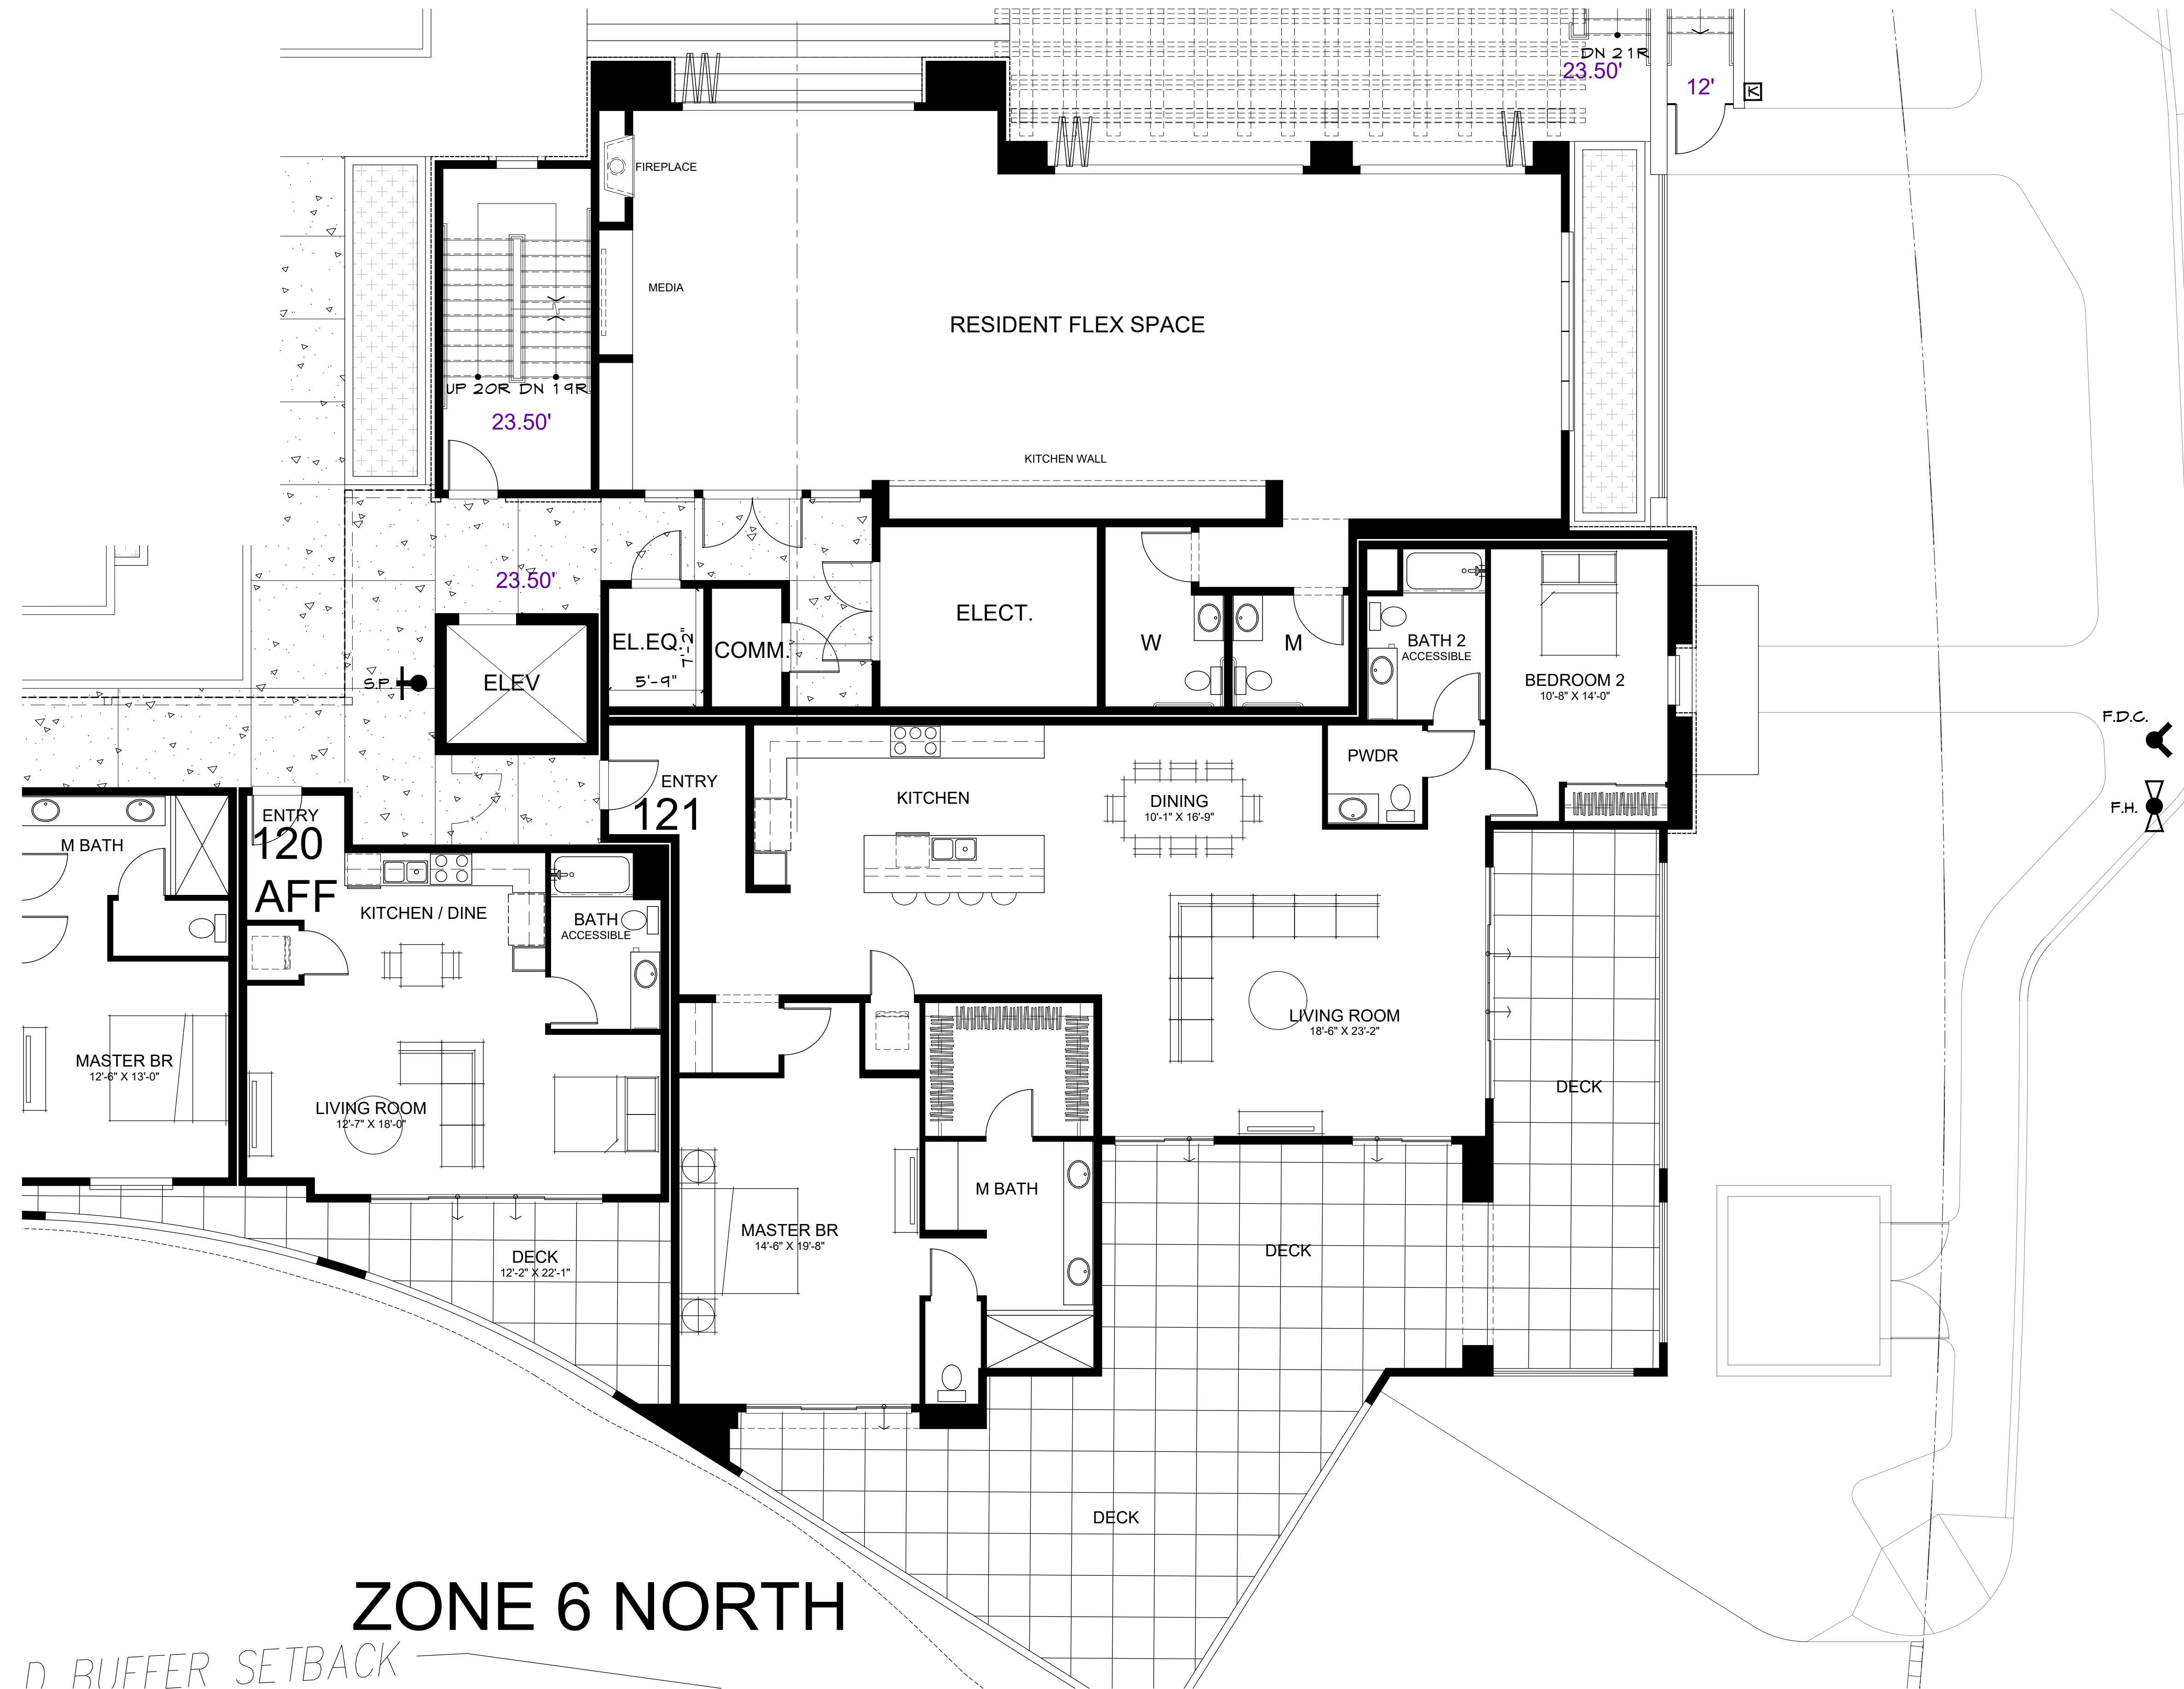 DN 21R
23.50'
12'
K
FIREPLACE
MEDIA
RESIDENT FLEX SPACE
UP 20R DN 19R
23.50'
KITCHEN WALL
23.50'
ELECT.
EL.EQ.
7'-2"
COMM.
W
M
BATH 2
ACCESSIBLE
5'-9"
ELEV
S.P.
BEDROOM 2
10'-8" X 14'-0"
F.D.C.
PWDR
ENTRY
121
KITCHEN
DINING
10'-1" X 16'-9"
F.H.
ENTRY
120
AFF
M BATH
KITCHEN / DINE
BATH
ACCESSIBLE
LIVING ROOM
18'-6" X 23'-2"
MASTER BR
12'-6" X 13'-0"
DECK
LIVING ROOM
12'-7" X 18'-0"
M BATH
MASTER BR
14'-6" X 19'-8"
DECK
DECK
12'-2" X 22'-1"
DECK
ZONE 6 NORTH
D BUFFER SETBACK